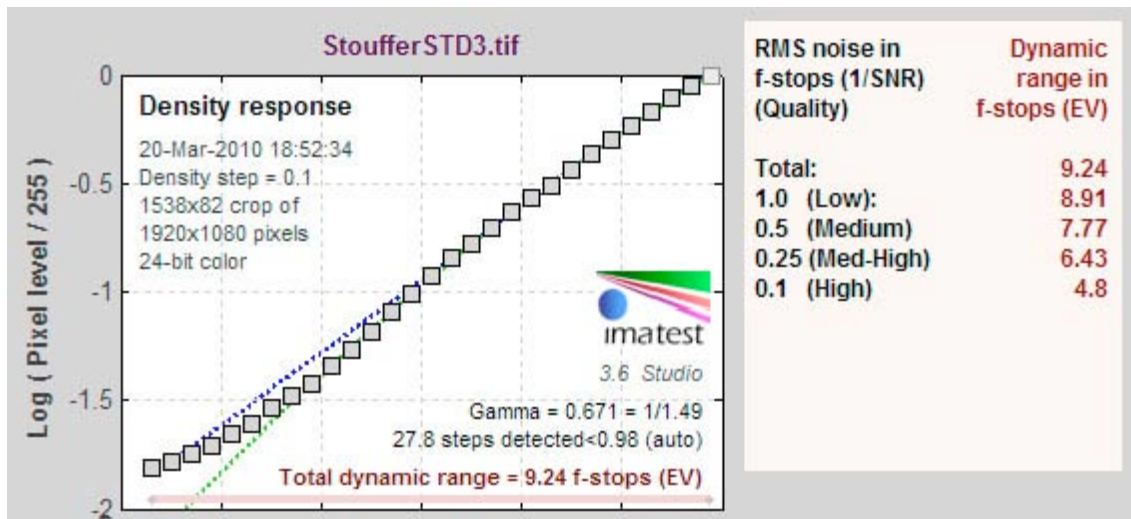 StoufferSTD3.tif
Log ( Pixel level / 255 )
0
-0.5
-1
-1.5
-2
Density response
20-Mar-2010 18:52:34
Density step = 0.1
1538x82 crop of
1920x1080 pixels
24-bit color
imatest
3.6 Studio
Gamma = 0.671 = 1/1.49
27.8 steps detected<0.98 (auto)
Total dynamic range = 9.24 f-stops (EV)
RMS noise in Dynamic
f-stops (1/SNR) range in
(Quality) f-stops (EV)
Total: 9.24
1.0 (Low): 8.91
0.5 (Medium) 7.77
0.25 (Med-High) 6.43
0.1 (High) 4.8